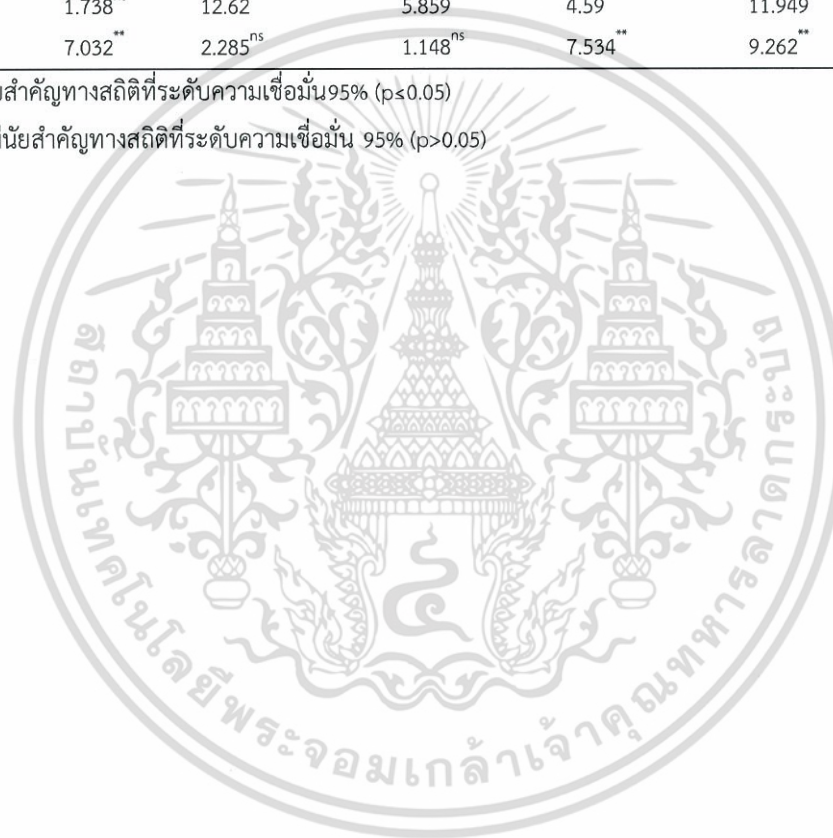 1.738 12.62 5.859 4.59 11.949
7.032** 2.285ns 1.148ns 7.534** 9.262**
สำคัญทางสถิติที่ระดับความเชื่อมั่น95% (p≤0.05)
นัยสำคัญทางสถิติที่ระดับความเชื่อมั่น 95% (p>0.05)
สถาบันเทคโนโลยีพระจอมเกล้าเจ้าคุณทหารลาดกระบัง